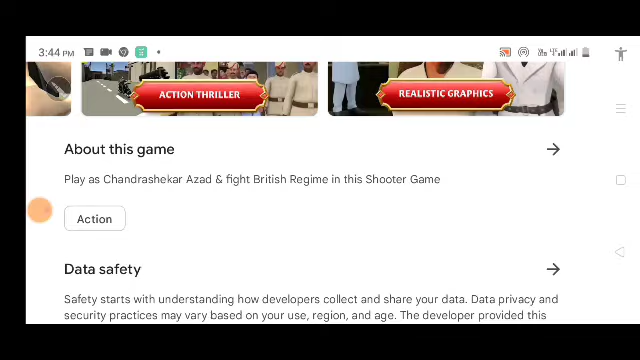 3:44 PM
ACTION THRILLER
REALISTIC GRAPHICS
About this game
Play as Chandrashekar Azad & fight British Regime in this Shooter Game
Action
Data safety
Safety starts with understanding how developers collect and share your data. Data privacy and
security practices may vary based on your use, region, and age. The developer provided this